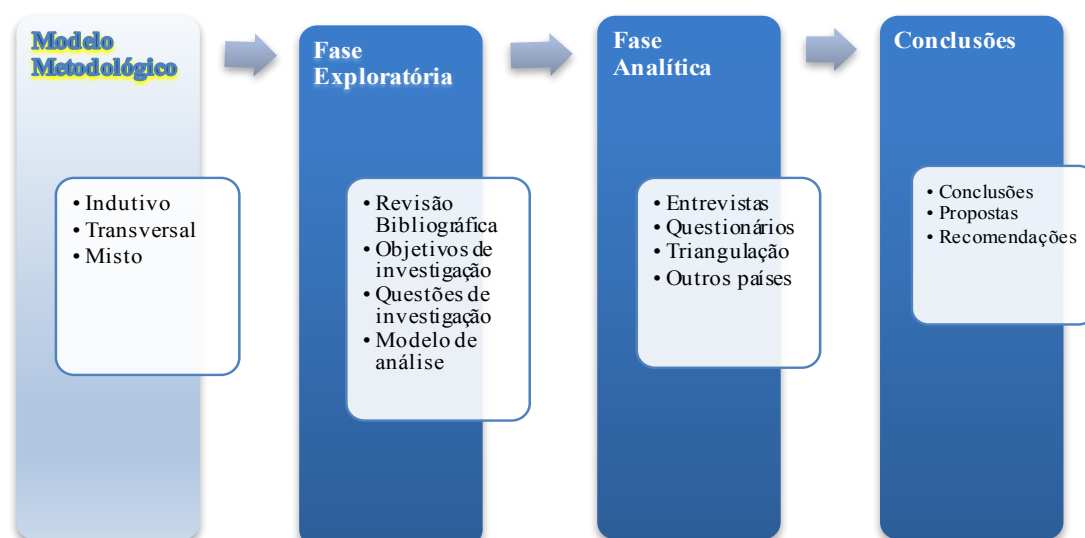 Modelo
Metodológico
• Indutivo
• Transversal
• Misto
Fase
Exploratória
• Revisão
Bibliográfica
• Objetivos de
investigação
• Questões de
investigação
• Modelo de
análise
Fase
Analítica
• Entrevistas
• Questionários
• Triangulação
• Outros países
Conclusões
• Conclusões
• Propostas
• Recomendações